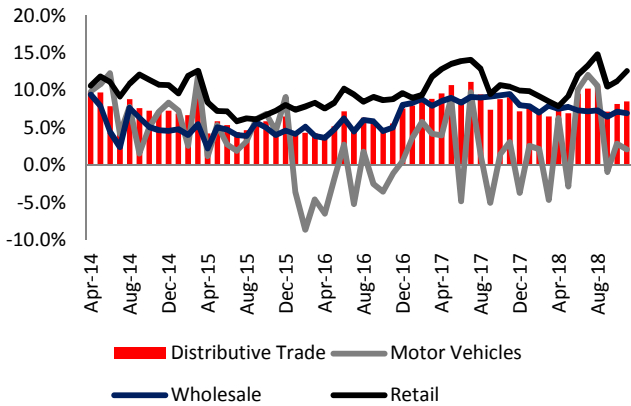 20.0%
15.0%
10.0%
5.0%
0.0%
-5.0%
-10.0%
Apr-14
Aug-14
Dec-14
Apr-15
Aug-15
Dec-15
Apr-16
Aug-16
Dec-16
Apr-17
Aug-17
Dec-17
Apr-18
Aug-18
Distributive Trade
Motor Vehicles
Wholesale
Retail